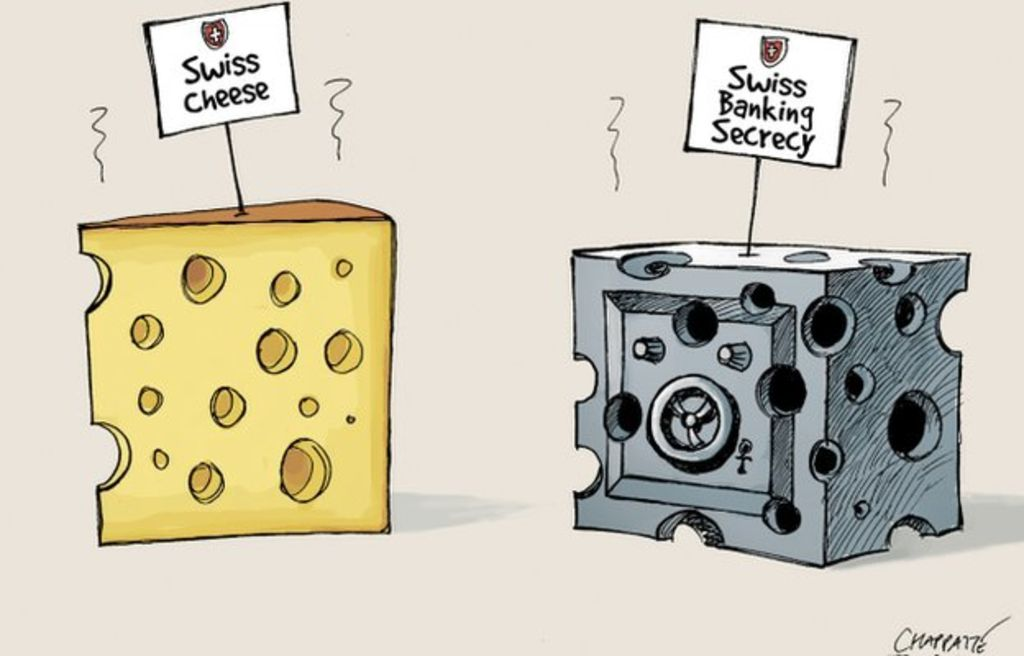 Swiss
Cheese
Swiss
Banking
Secrecy
CHAPPATTE